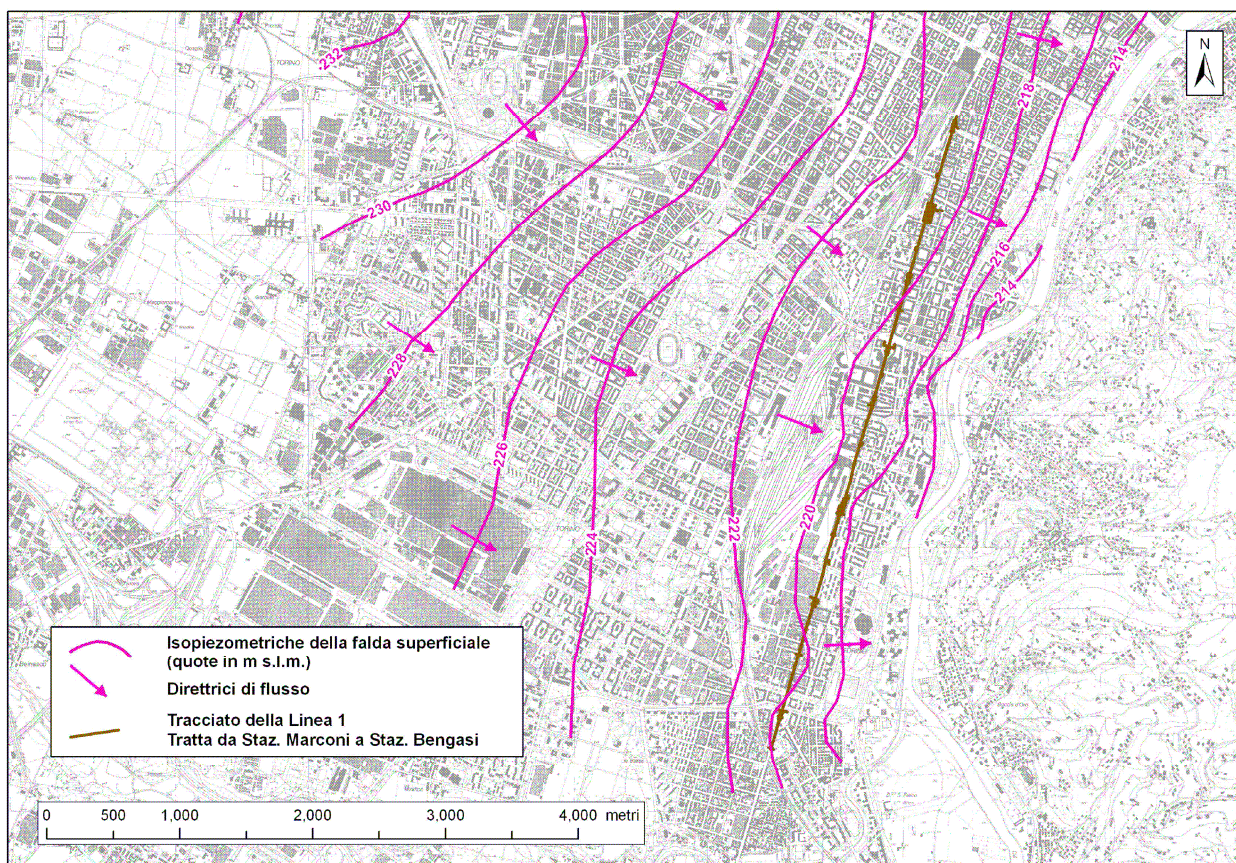 N
232
TORINO
214
218
230
216
214
228
226
220
222
224
Isopiezometriche della falda superficiale
(quote in m s.l.m.)
Direttrici di flusso
Tracciato della Linea 1
Tratta da Staz. Marconi a Staz. Bengasi
0 500 1,000 2,000 3,000 4,000 metri